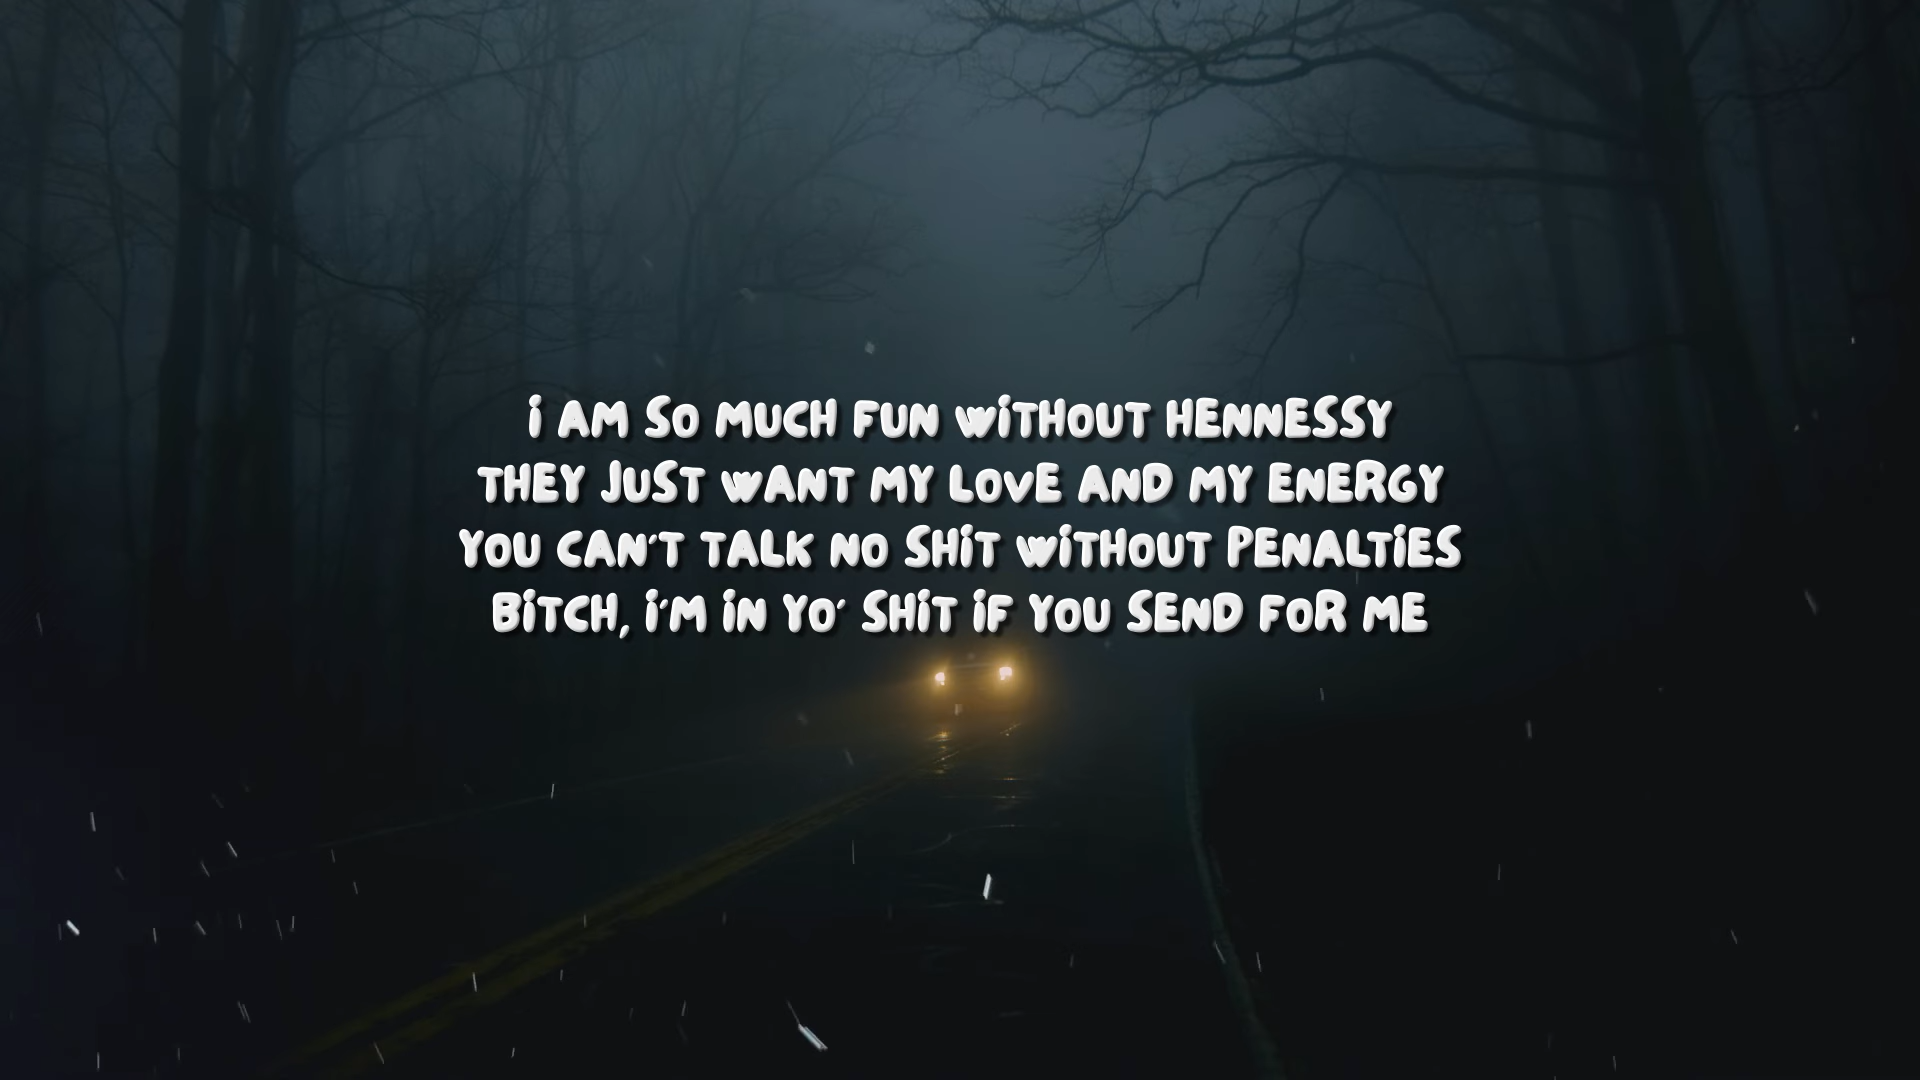 i AM SO MUCH FUN WiTHOUT HENNESSY
THEY JUST WANT MY LOVE AND MY ENERGY
YOU CAN'T TALK NO SHiT WiTHOUT PENALTiES
BiTCH, i'M iN YO' SHiT iF YOU SEND FOR ME